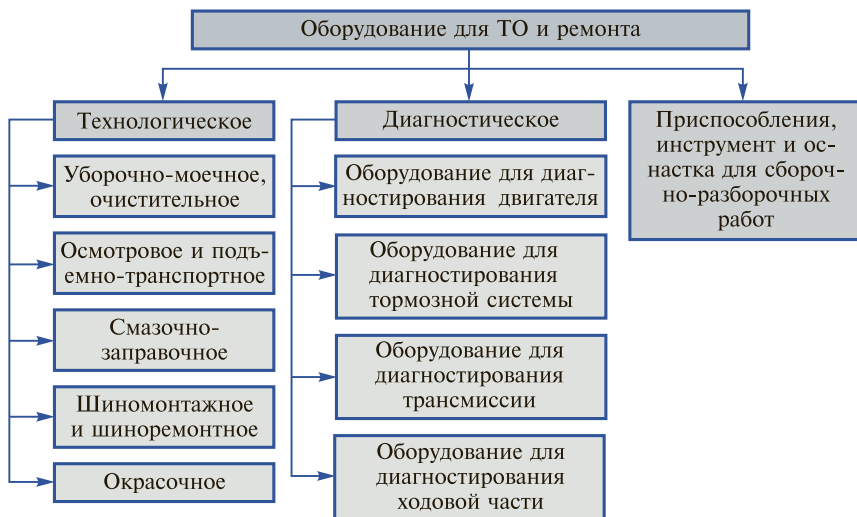 Оборудование для ТО и ремонта
Технологическое
Уборочно-моечное,
очистительное
Осмотровое и подъ-
емно-транспортное
Смазочно-
заправочное
Шиномонтажное
и шиноремонтное
Окрасочное
Диагностическое
Оборудование для диаг-
ностирования двигателя
Оборудование для
диагностирования
тормозной системы
Оборудование для
диагностирования
трансмиссии
Оборудование для
диагностирования
ходовой части
Приспособления,
инструмент и ос-
настка для сбороч-
но-разборочных
работ